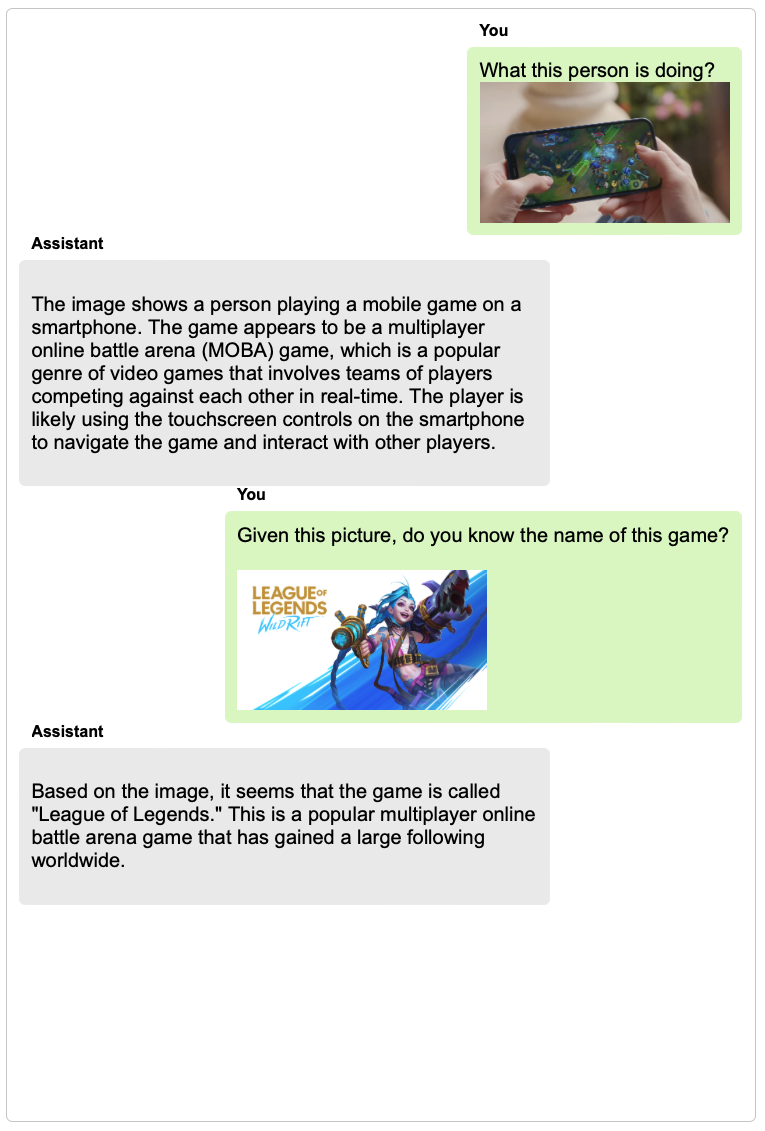 You
What this person is doing?
Assistant
The image shows a person playing a mobile game on a
smartphone. The game appears to be a multiplayer
online battle arena (MOBA) game, which is a popular
genre of video games that involves teams of players
competing against each other in real-time. The player is
likely using the touchscreen controls on the smartphone
to navigate the game and interact with other players.
You
Given this picture, do you know the name of this game?
LEAGUE OF
LEGENDS
WILD RIFT
Assistant
Based on the image, it seems that the game is called
"League of Legends." This is a popular multiplayer online
battle arena game that has gained a large following
worldwide.